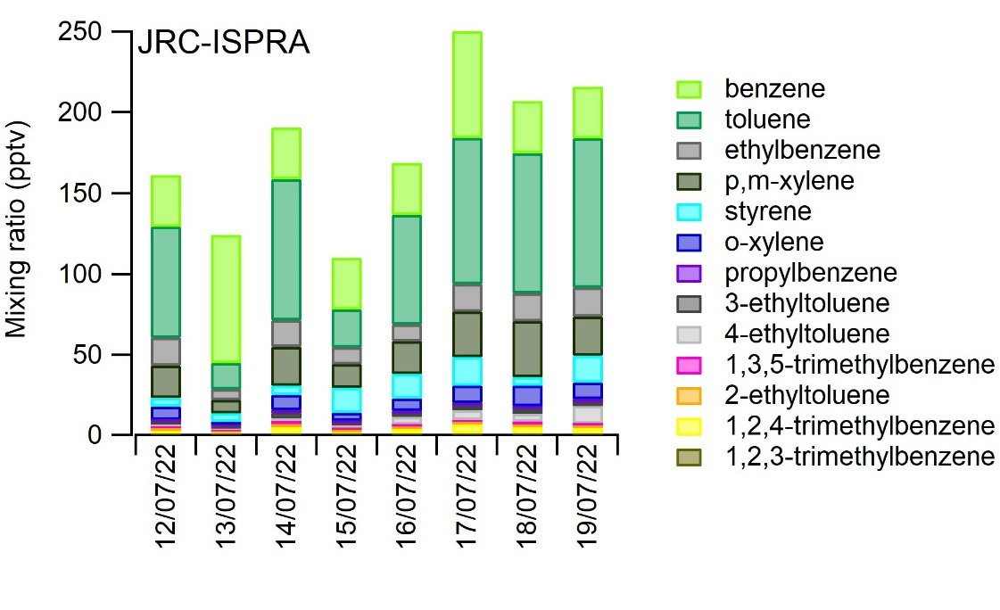 JRC-ISPRA
Mixing ratio (pptv)
250
200
150
100
50
0
12/07/22
13/07/22
14/07/22
15/07/22
16/07/22
17/07/22
18/07/22
19/07/22
benzene
toluene
ethylbenzene
p,m-xylene
styrene
o-xylene
propylbenzene
3-ethyltoluene
4-ethyltoluene
1,3,5-trimethylbenzene
2-ethyltoluene
1,2,4-trimethylbenzene
1,2,3-trimethylbenzene